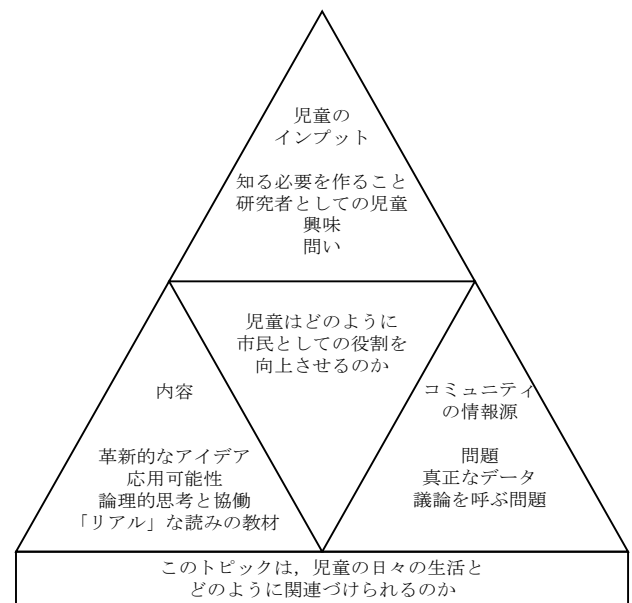 児童の
インプット
知る必要を作ること
研究者としての児童
興味
問い
児童はどのように
市民としての役割を
向上させるのか
内容
革新的なアイデア
応用可能性
論理的思考と協働
「リアル」な読みの教材
コミュニティ
の情報源
問題
真正なデータ
議論を呼ぶ問題
このトピックは，児童の日々の生活と
どのように関連づけられるのか